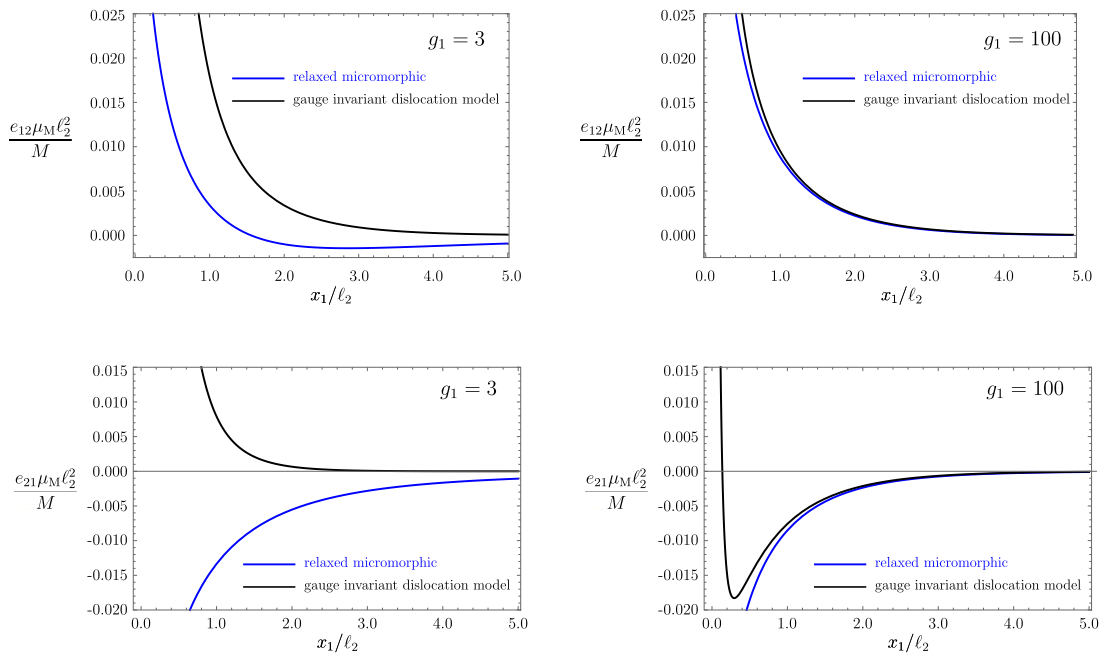 0.025
0.020
0.015
0.010
0.005
0.000
g₁ = 3
relaxed micromorphic
gauge invariant dislocation model
e₁₂μ_Mℓ₂²
M
0.0 1.0 2.0 3.0 4.0 5.0
x₁/ℓ₂
0.025
0.020
0.015
0.010
0.005
0.000
g₁ = 100
relaxed micromorphic
gauge invariant dislocation model
e₁₂μ_Mℓ₂²
M
0.0 1.0 2.0 3.0 4.0 5.0
x₁/ℓ₂
0.015
0.010
0.005
0.000
-0.005
-0.010
-0.015
-0.020
g₁ = 3
e₂₁μ_Mℓ₂²
M
relaxed micromorphic
gauge invariant dislocation model
0.0 1.0 2.0 3.0 4.0 5.0
x₁/ℓ₂
0.015
0.010
0.005
0.000
-0.005
-0.010
-0.015
-0.020
g₁ = 100
e₂₁μ_Mℓ₂²
M
relaxed micromorphic
gauge invariant dislocation model
0.0 1.0 2.0 3.0 4.0 5.0
x₁/ℓ₂